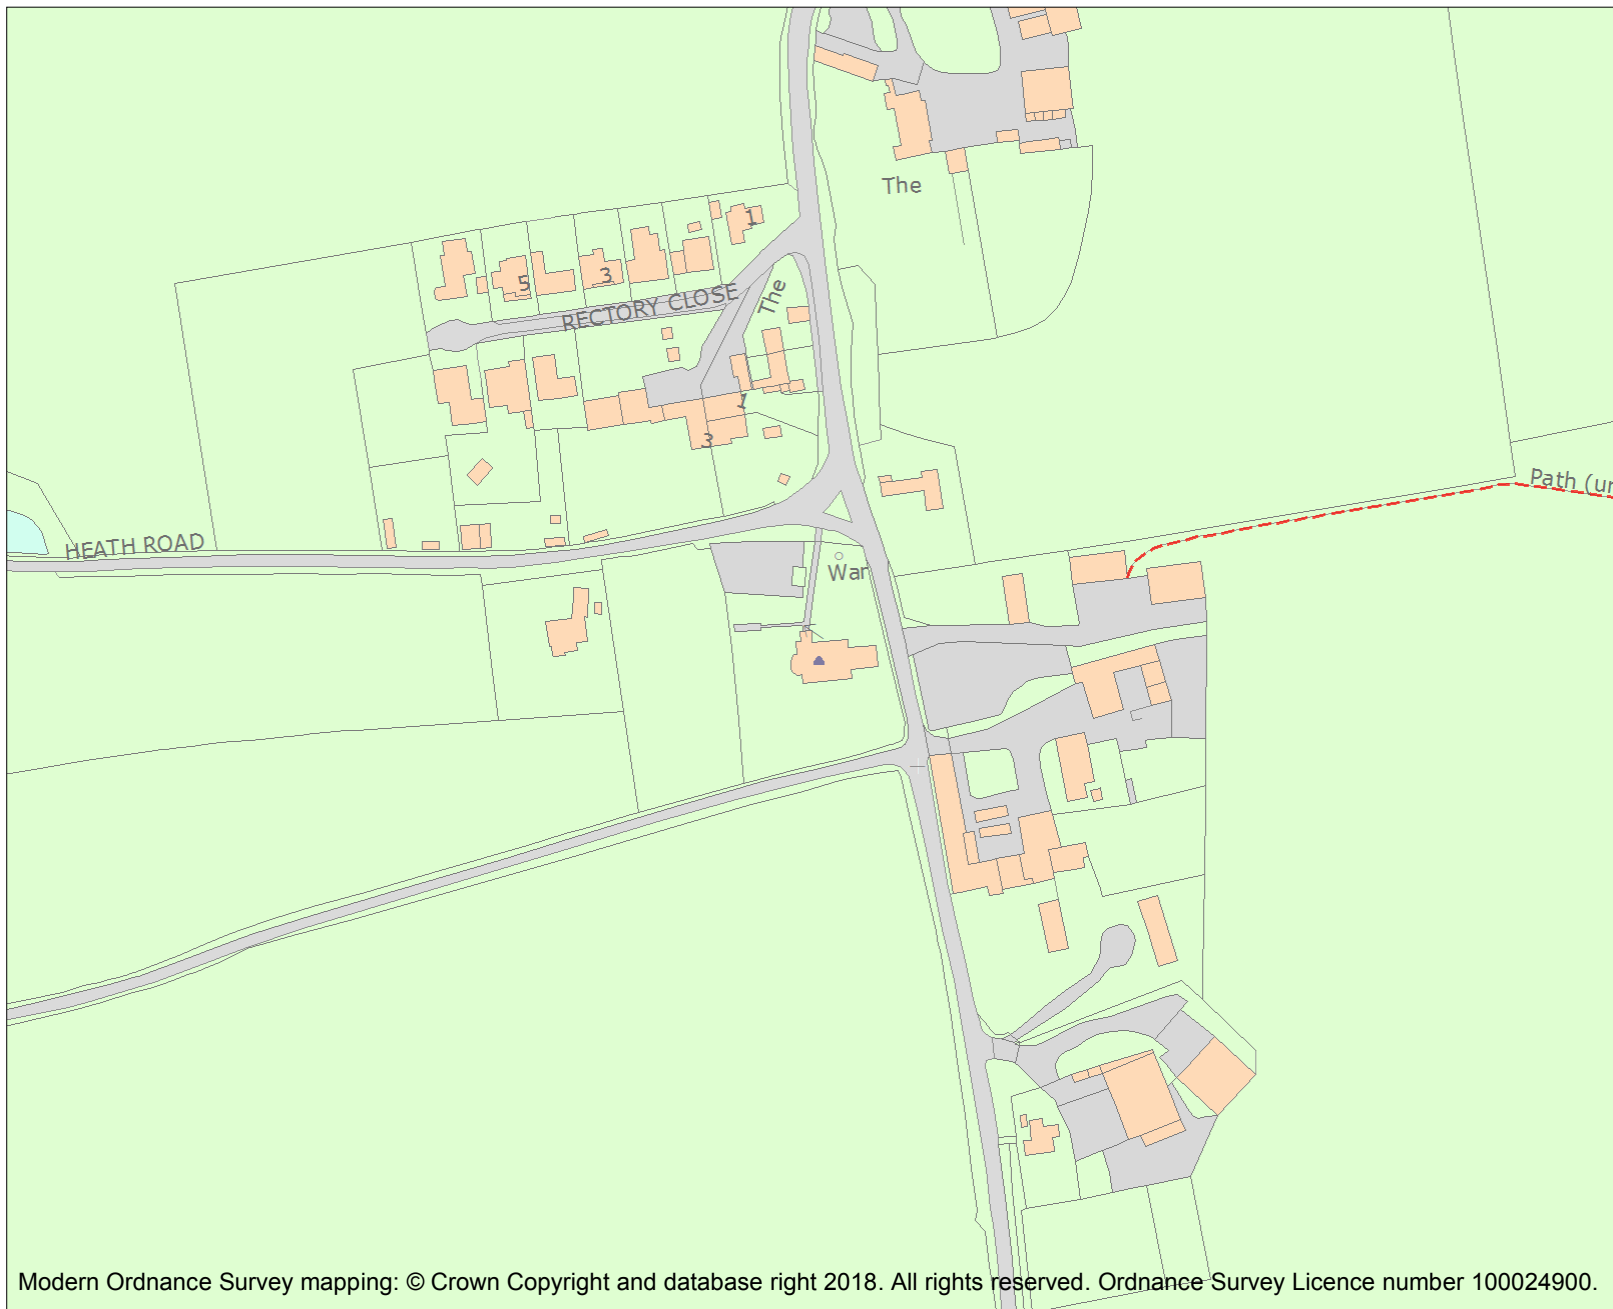 The
1
5
3
RECTORY CLOSE
The
1
3
Path (ur
HEATH ROAD
War
Modern Ordnance Survey mapping: © Crown Copyright and database right 2018. All rights reserved. Ordnance Survey Licence number 100024900.